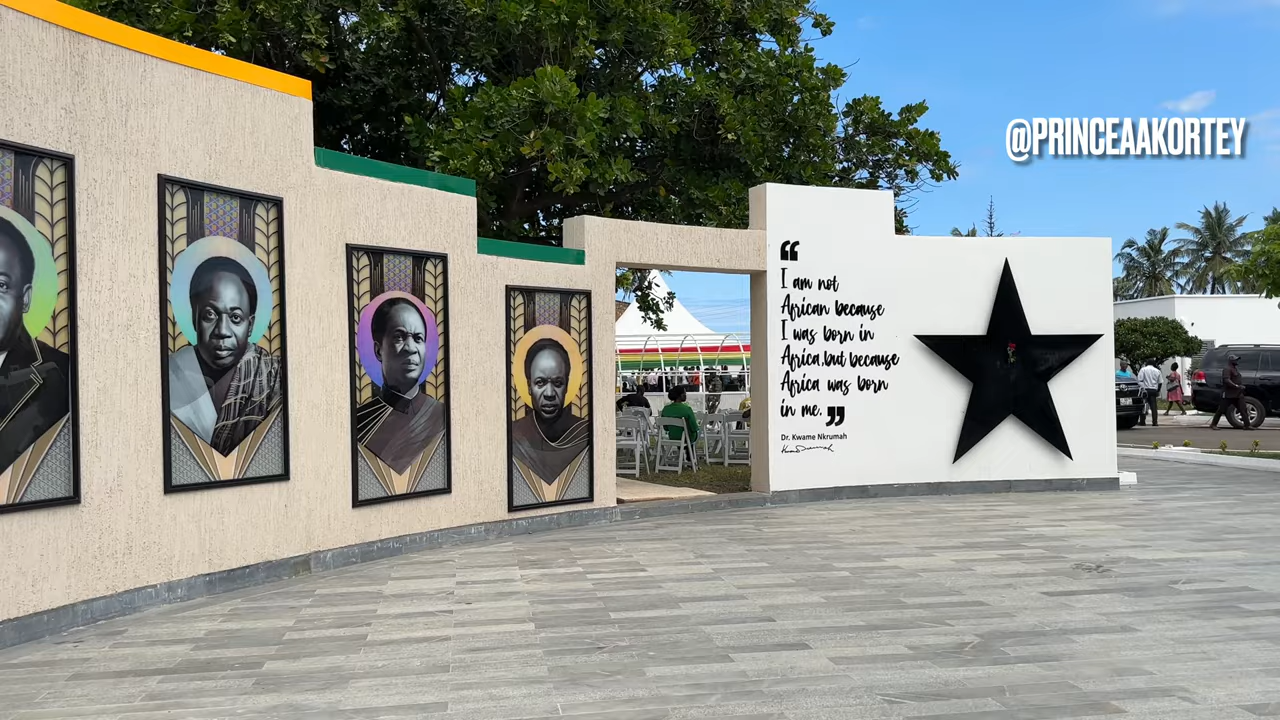 @PRINCEAAKORTEY
“
I am not
African because
I was born in
Africa, but because
Africa was born
in me.”
Dr. Kwame Nkrumah